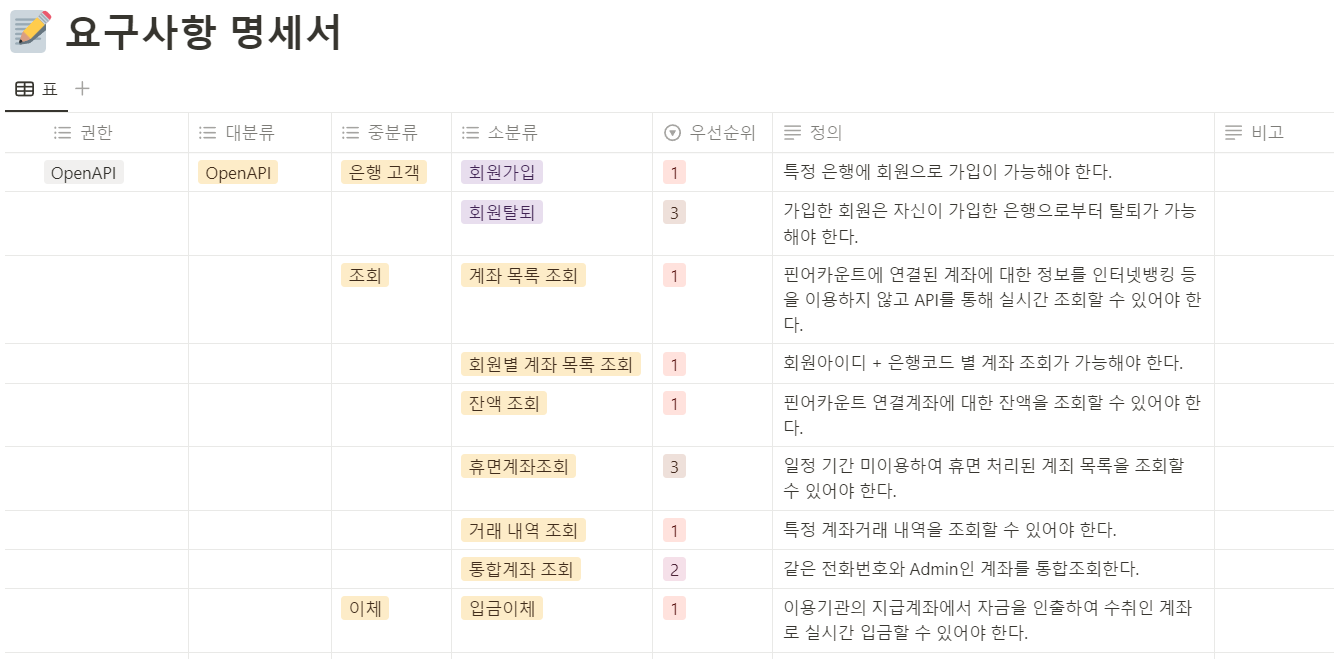 요구사항 명세서
표
권한 대분류 중분류 소분류 우선순위 정의 비고
OpenAPI OpenAPI 은행 고객 회원가입 1 특정 은행에 회원으로 가입이 가능해야 한다.
회원탈퇴 3 가입한 회원은 자신이 가입한 은행으로부터 탈퇴가 가능
해야 한다.
조회 계좌 목록 조회 1 핀어카운트에 연결된 계좌에 대한 정보를 인터넷뱅킹 등
을 이용하지 않고 API를 통해 실시간 조회할 수 있어야 한
다.
회원별 계좌 목록 조회 1 회원아이디 + 은행코드 별 계좌 조회가 가능해야 한다.
잔액 조회 1 핀어카운트 연결계좌에 대한 잔액을 조회할 수 있어야 한
다.
휴면계좌조회 3 일정 기간 미이용하여 휴면 처리된 계죄 목록을 조회할
수 있어야 한다.
거래 내역 조회 1 특정 계좌거래 내역을 조회할 수 있어야 한다.
통합계좌 조회 2 같은 전화번호와 Admin인 계좌를 통합조회한다.
이체 입금이체 1 이용기관의 지급계좌에서 자금을 인출하여 수취인 계좌
로 실시간 입금할 수 있어야 한다.